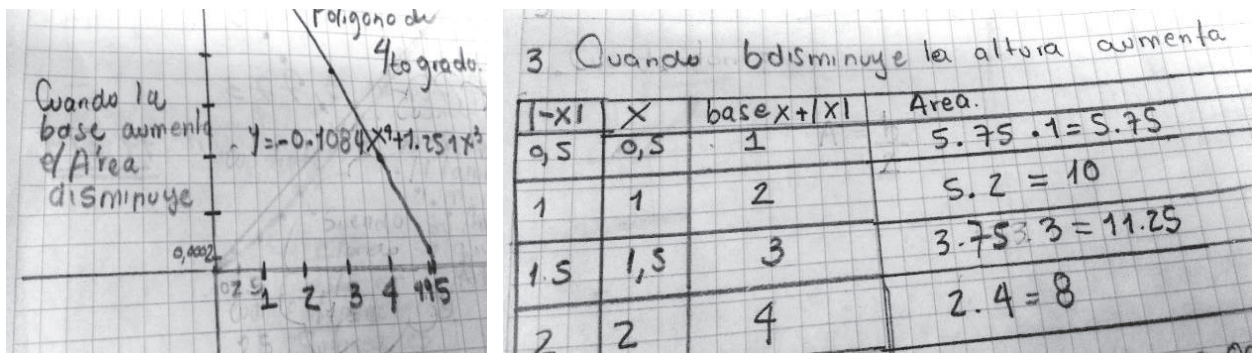 Polígono de
4to grado.
Cuando la
base aumenta
el Área
disminuye
y=-0.1084x⁴+1.251x³
0,0002
1 2 3 4 4.95
3 Cuando b disminuye la altura aumenta
|-x| x base x+|x| Area.
0,5 0,5 1 5.75 · 1 = 5.75
1 1 2 5 . 2 = 10
1.5 1,5 3 3.75 . 3 = 11.25
2 2 4 2 . 4 = 8